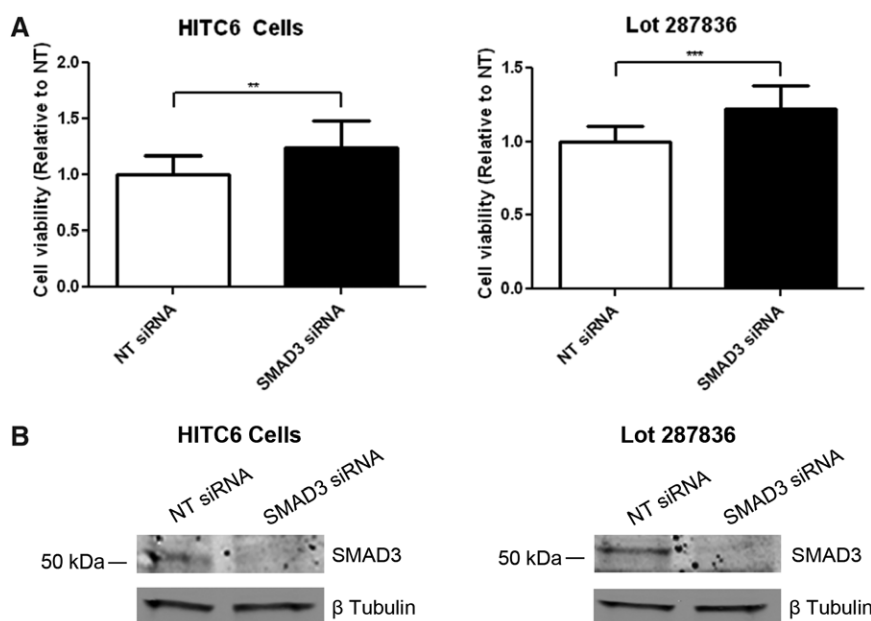 A
HITC6 Cells
Cell viability (Relative to NT)
2.0
1.5
1.0
0.5
0.0
**
NT siRNA
SMAD3 siRNA
Lot 287836
Cell viability (Relative to NT)
1.5
1.0
0.5
0.0
***
NT siRNA
SMAD3 siRNA
B
HITC6 Cells
NT siRNA
SMAD3 siRNA
50 kDa
SMAD3
β Tubulin
Lot 287836
NT siRNA
SMAD3 siRNA
50 kDa
SMAD3
β Tubulin